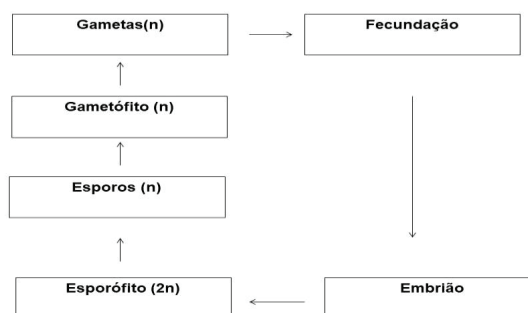 Gametas(n)
Fecundação
Gametófito (n)
Esporos (n)
Esporófito (2n)
Embrião